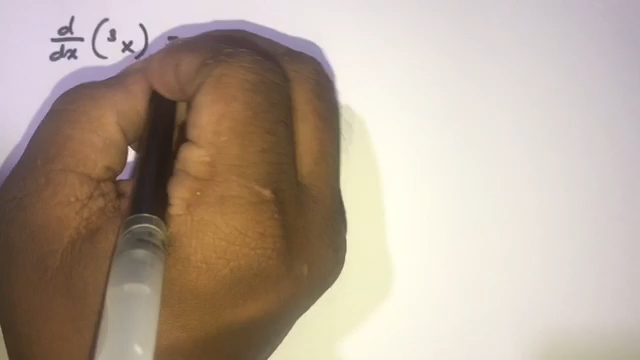 d/dx (³x) =